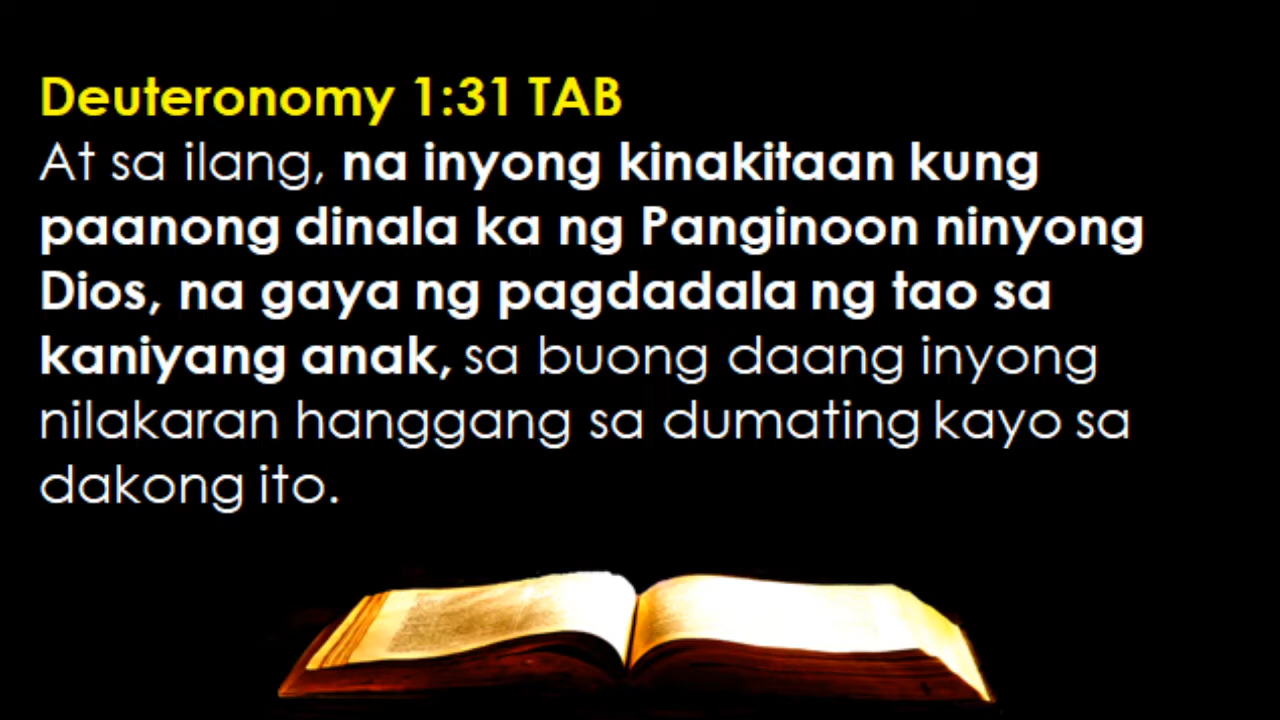 Deuteronomy 1:31 TAB
At sa ilang, na inyong kinakitaan kung
paanong dinala ka ng Panginoon ninyong
Dios, na gaya ng pagdadala ng tao sa
kaniyang anak, sa buong daang inyong
nilakaran hanggang sa dumating kayo sa
dakong ito.